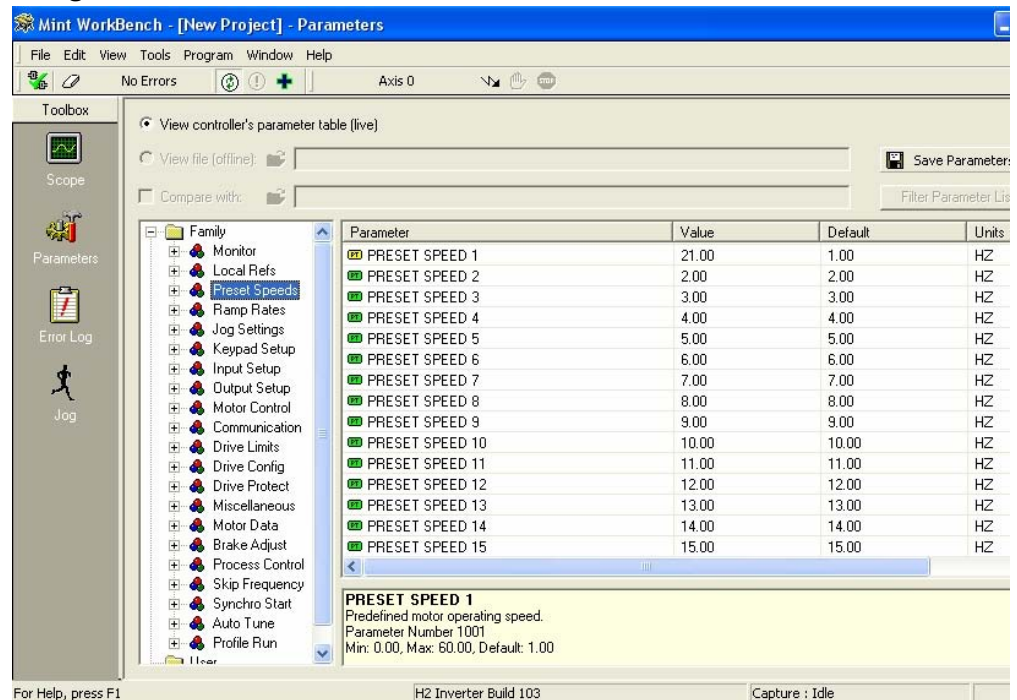 Mint WorkBench - [New Project] - Parameters
File Edit View Tools Program Window Help
No Errors Axis 0
Toolbox
Scope
Parameters
Error Log
Jog
View controller's parameter table (live)
View file (offline):
Save Parameters
Compare with:
Filter Parameter Lis
Family
Monitor
Local Refs
Preset Speeds
Ramp Rates
Jog Settings
Keypad Setup
Input Setup
Output Setup
Motor Control
Communication
Drive Limits
Drive Config
Drive Protect
Miscellaneous
Motor Data
Brake Adjust
Process Control
Skip Frequency
Synchro Start
Auto Tune
Profile Run
User
Parameter Value Default Units
PRESET SPEED 1 21.00 1.00 HZ
PRESET SPEED 2 2.00 2.00 HZ
PRESET SPEED 3 3.00 3.00 HZ
PRESET SPEED 4 4.00 4.00 HZ
PRESET SPEED 5 5.00 5.00 HZ
PRESET SPEED 6 6.00 6.00 HZ
PRESET SPEED 7 7.00 7.00 HZ
PRESET SPEED 8 8.00 8.00 HZ
PRESET SPEED 9 9.00 9.00 HZ
PRESET SPEED 10 10.00 10.00 HZ
PRESET SPEED 11 11.00 11.00 HZ
PRESET SPEED 12 12.00 12.00 HZ
PRESET SPEED 13 13.00 13.00 HZ
PRESET SPEED 14 14.00 14.00 HZ
PRESET SPEED 15 15.00 15.00 HZ
PRESET SPEED 1
Predefined motor operating speed.
Parameter Number 1001
Min: 0.00, Max: 60.00, Default: 1.00
For Help, press F1 H2 Inverter Build 103 Capture : Idle